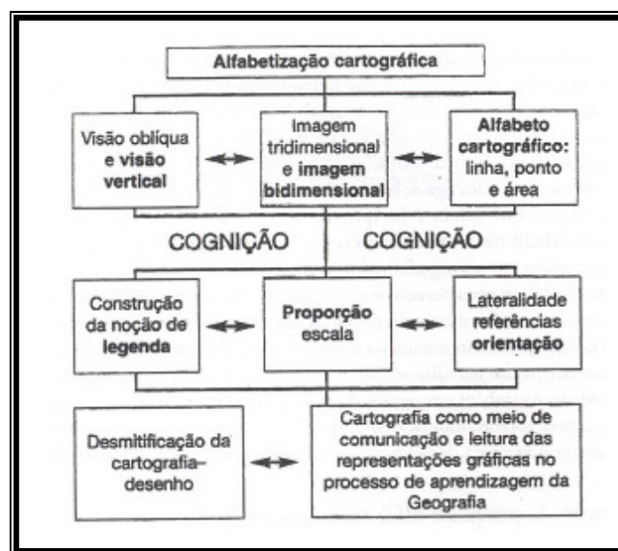 Alfabetização cartográfica
Visão oblíqua
e visão
vertical
Imagem
tridimensional
e imagem
bidimensional
Alfabeto
cartográfico:
linha, ponto
e área
COGNIÇÃO
COGNIÇÃO
Construção
da noção de
legenda
Proporção
escala
Lateralidade
referências
orientação
Desmitificação da
cartografia-
desenho
Cartografia como meio de
comunicação e leitura das
representações gráficas no
processo de aprendizagem da
Geografia